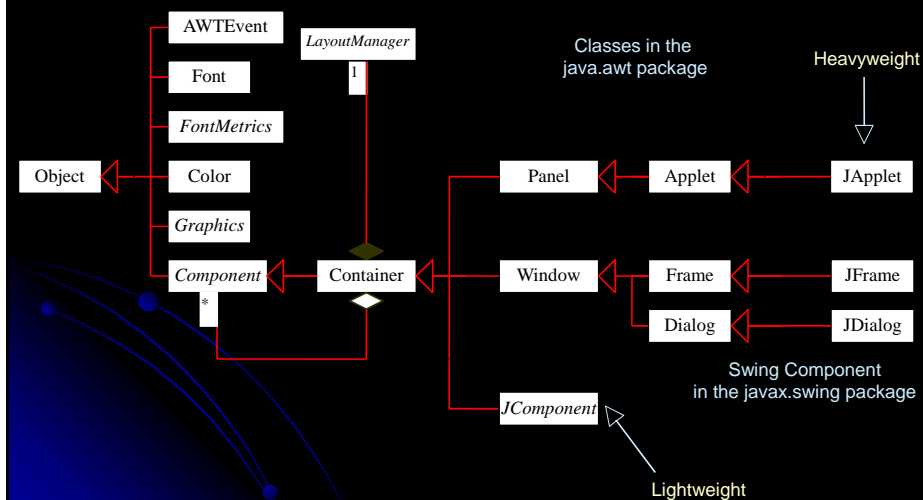 AWTEvent
LayoutManager
Classes in the
java.awt package
Heavyweight
Font
1
FontMetrics
Object
Color
Panel
Applet
JApplet
Graphics
Component
Container
Window
Frame
JFrame
*
Dialog
JDialog
Swing Component
in the javax.swing package
JComponent
Lightweight